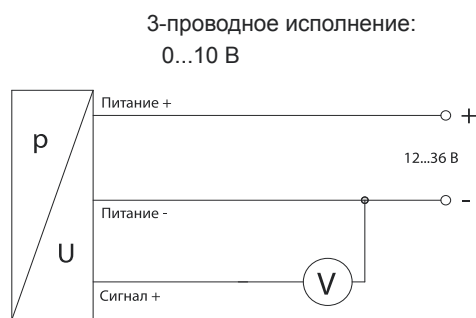 3-проводное исполнение:
0...10 В
Питание +
+
p
12...36 В
-
Питание -
U
V
Сигнал +